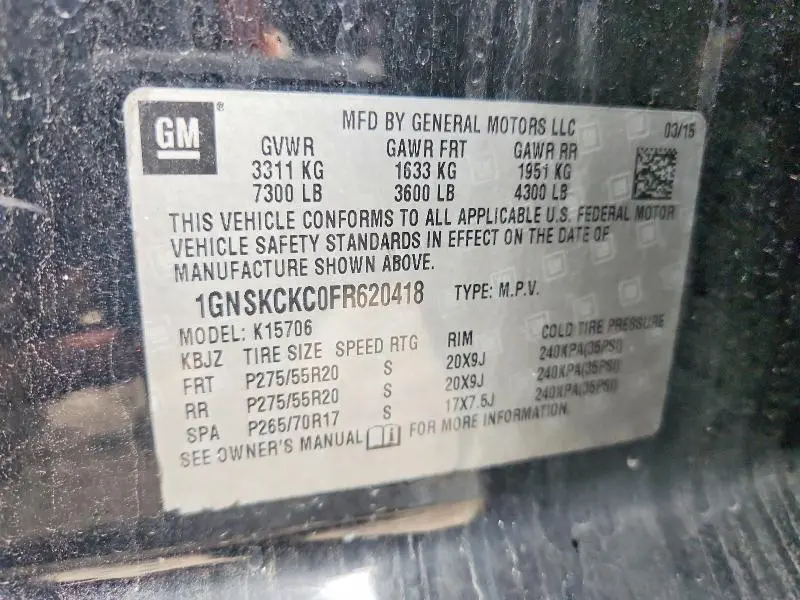 GM ® MFD BY GENERAL MOTORS LLC 03/15
GVWR GAWR FRT GAWR RR
3311 KG 1633 KG 1951 KG
7300 LB 3600 LB 4300 LB
THIS VEHICLE CONFORMS TO ALL APPLICABLE U.S. FEDERAL MOTOR
VEHICLE SAFETY STANDARDS IN EFFECT ON THE DATE OF
MANUFACTURE SHOWN ABOVE.
1GNSKCKC0FR620418 TYPE: M.P.V.
MODEL: K15706
KBJZ TIRE SIZE SPEED RTG RIM COLD TIRE PRESSURE
FRT P275/55R20 S 20X9J 240KPA(35PSI)
RR P275/55R20 S 20X9J 240KPA(35PSI)
SPA P265/70R17 S 17X7.5J 240KPA(35PSI)
SEE OWNER'S MANUAL FOR MORE INFORMATION.